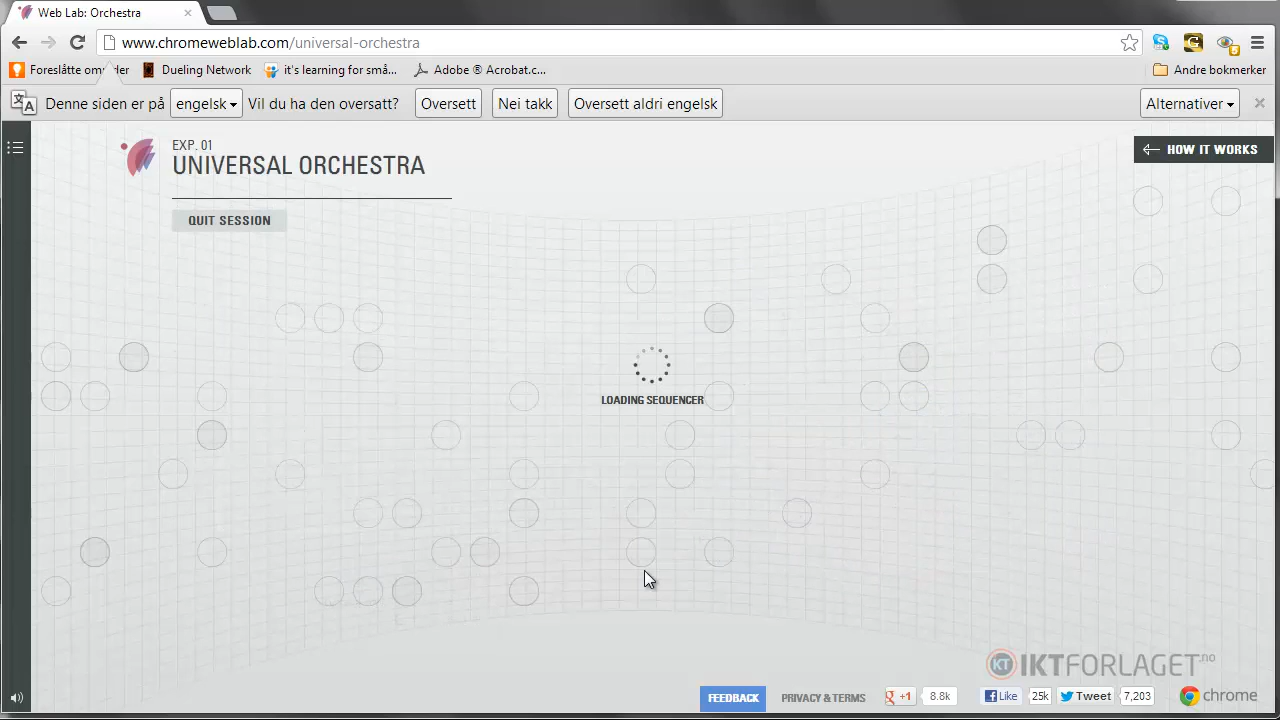 Web Lab: Orchestra
www.chromeweblab.com/universal-orchestra
Foreslåtte områder
Dueling Network
it's learning for små...
Adobe ® Acrobat.c...
Andre bokmerker
Denne siden er på
engelsk
Vil du ha den oversatt?
Oversett
Nei takk
Oversett aldri engelsk
Alternativer
EXP. 01
UNIVERSAL ORCHESTRA
HOW IT WORKS
QUIT SESSION
LOADING SEQUENCER
KT IKTFORLAGET.no
FEEDBACK
PRIVACY & TERMS
+1
8.8k
Like
25k
Tweet
7,203
chrome